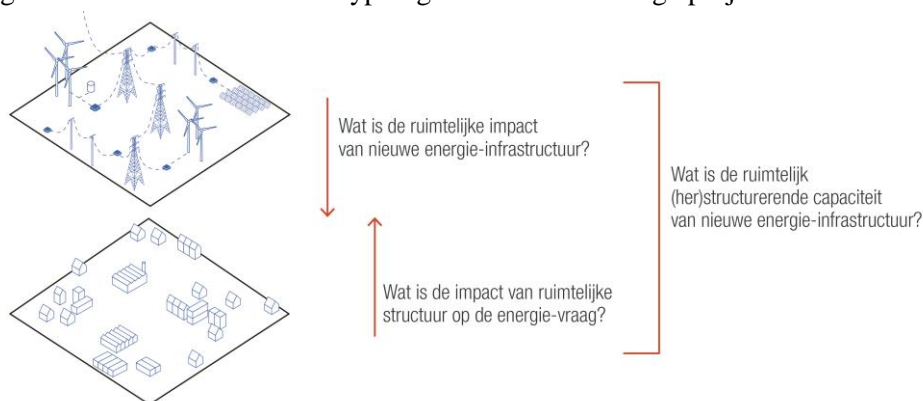 Wat is de ruimtelijke impact
van nieuwe energie-infrastructuur?
Wat is de ruimtelijk
(her)structurerende capaciteit
van nieuwe energie-infrastructuur?
Wat is de impact van ruimtelijke
structuur op de energie-vraag?